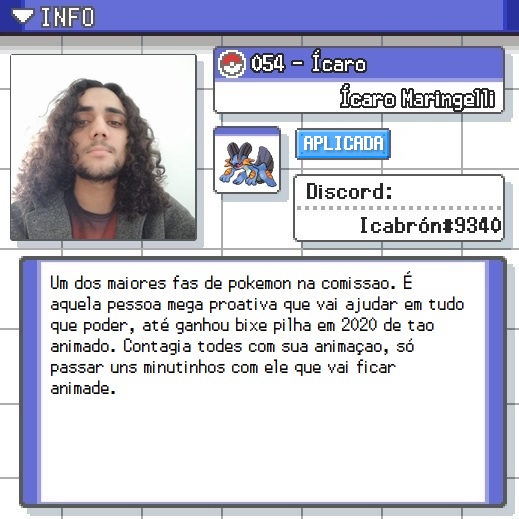 INFO
054 - Ícaro
Ícaro Maringelli
APLICADA
Discord:
Icabrón#9340
Um dos maiores fas de pokemon na comissao. É
aquela pessoa mega proativa que vai ajudar em tudo
que poder, até ganhou bixe pilha em 2020 de tao
animado. Contagia todes com sua animaçao, só
passar uns minutinhos com ele que vai ficar
animade.